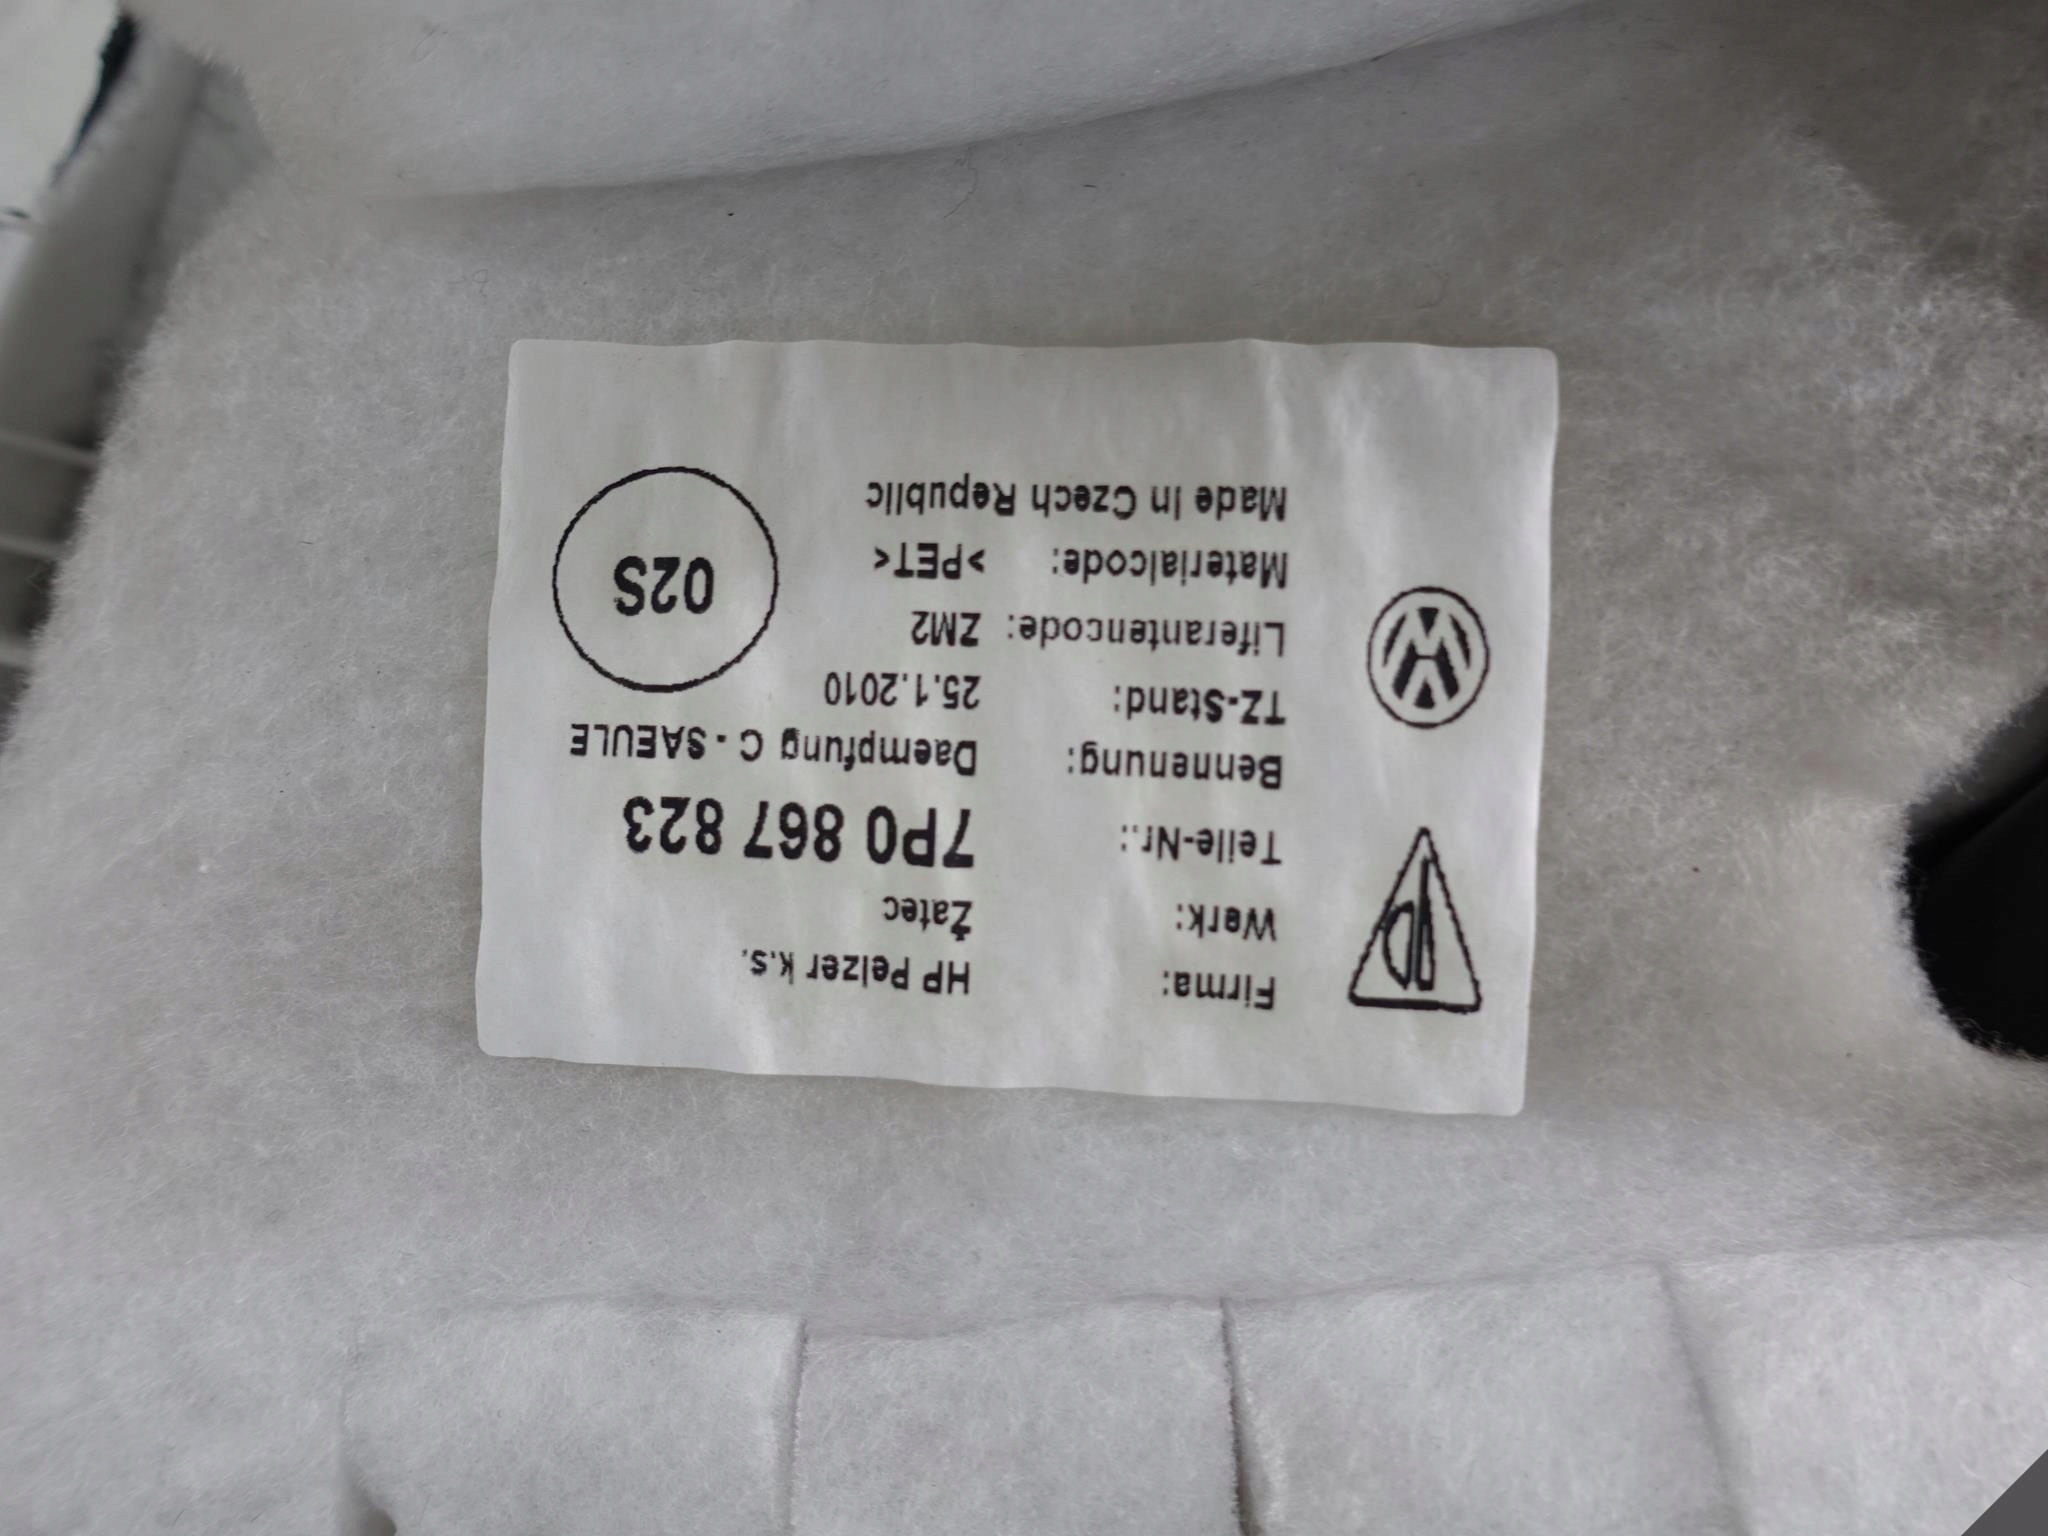 Firma: HP Pelzer k.s.
Werk: Žatec
Teile-Nr.: 7P0 867 823
Bennenung: Daempfung C - SAEULE
TZ-Stand: 25.1.2010
Liferantencode: ZM2
Materialcode: >PET<
Made In Czech Republic
02S